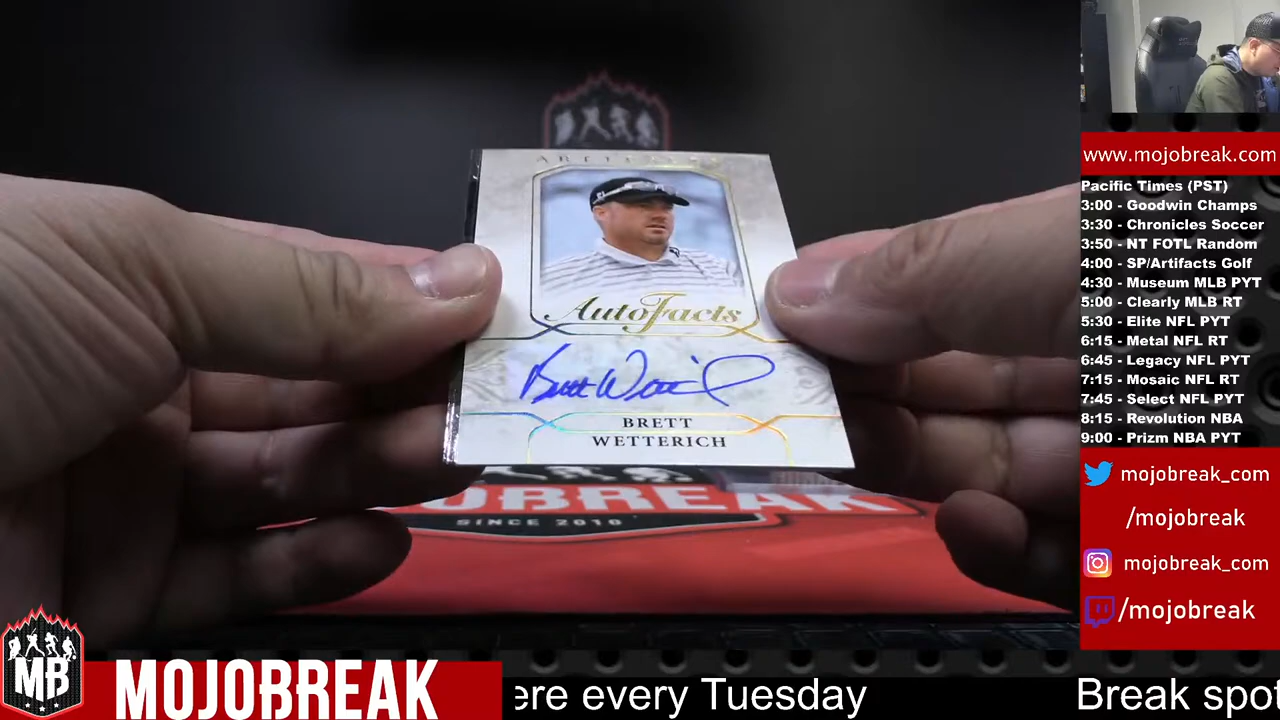 ARTIFACTS
AutoFacts
Brett Wetterich
BRETT
WETTERICH
MOJOBREAK
SINCE 2010
www.mojobreak.com
Pacific Times (PST)
3:00 - Goodwin Champs
3:30 - Chronicles Soccer
3:50 - NT FOTL Random
4:00 - SP/Artifacts Golf
4:30 - Museum MLB PYT
5:00 - Clearly MLB RT
5:30 - Elite NFL PYT
6:15 - Metal NFL RT
6:45 - Legacy NFL PYT
7:15 - Mosaic NFL RT
7:45 - Select NFL PYT
8:15 - Revolution NBA
9:00 - Prizm NBA PYT
mojobreak_com
/mojobreak
mojobreak_com
/mojobreak
MB
MOJOBREAK
ere every Tuesday
Break spot